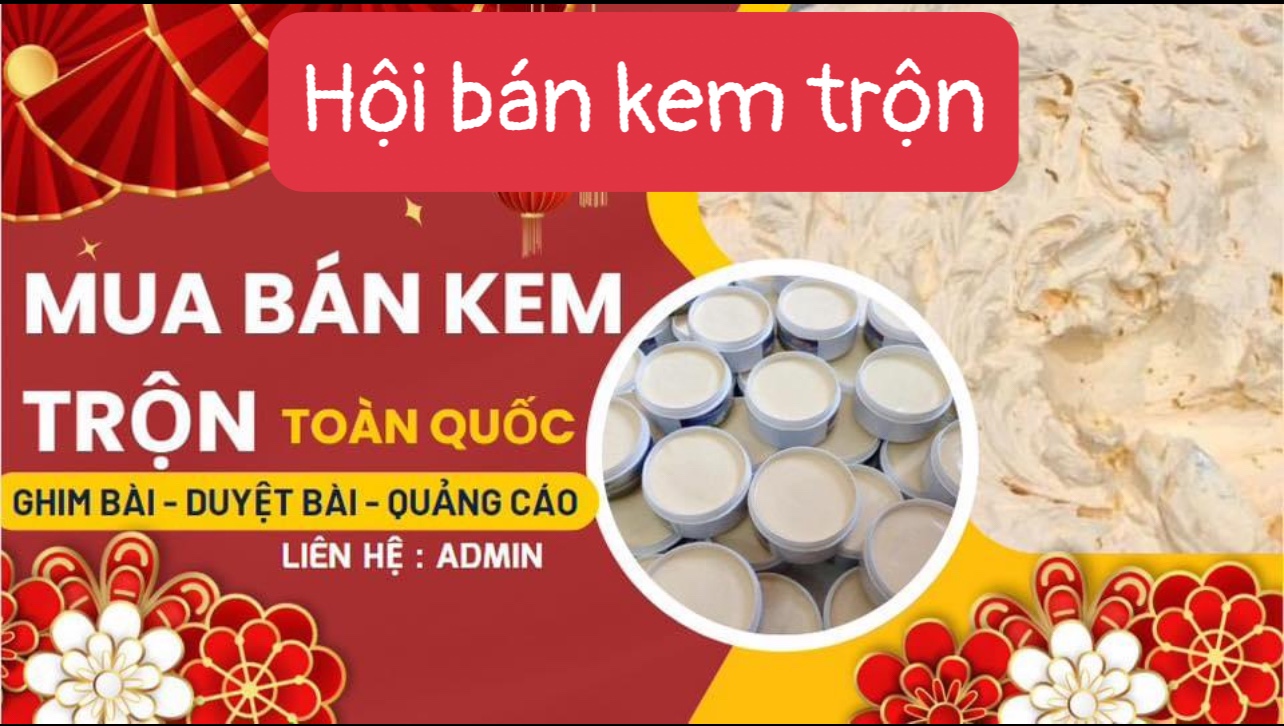 Hội bán kem trộn
MUA BÁN KEM
TRỘN TOÀN QUỐC
GHIM BÀI - DUYỆT BÀI - QUẢNG CÁO
LIÊN HỆ : ADMIN